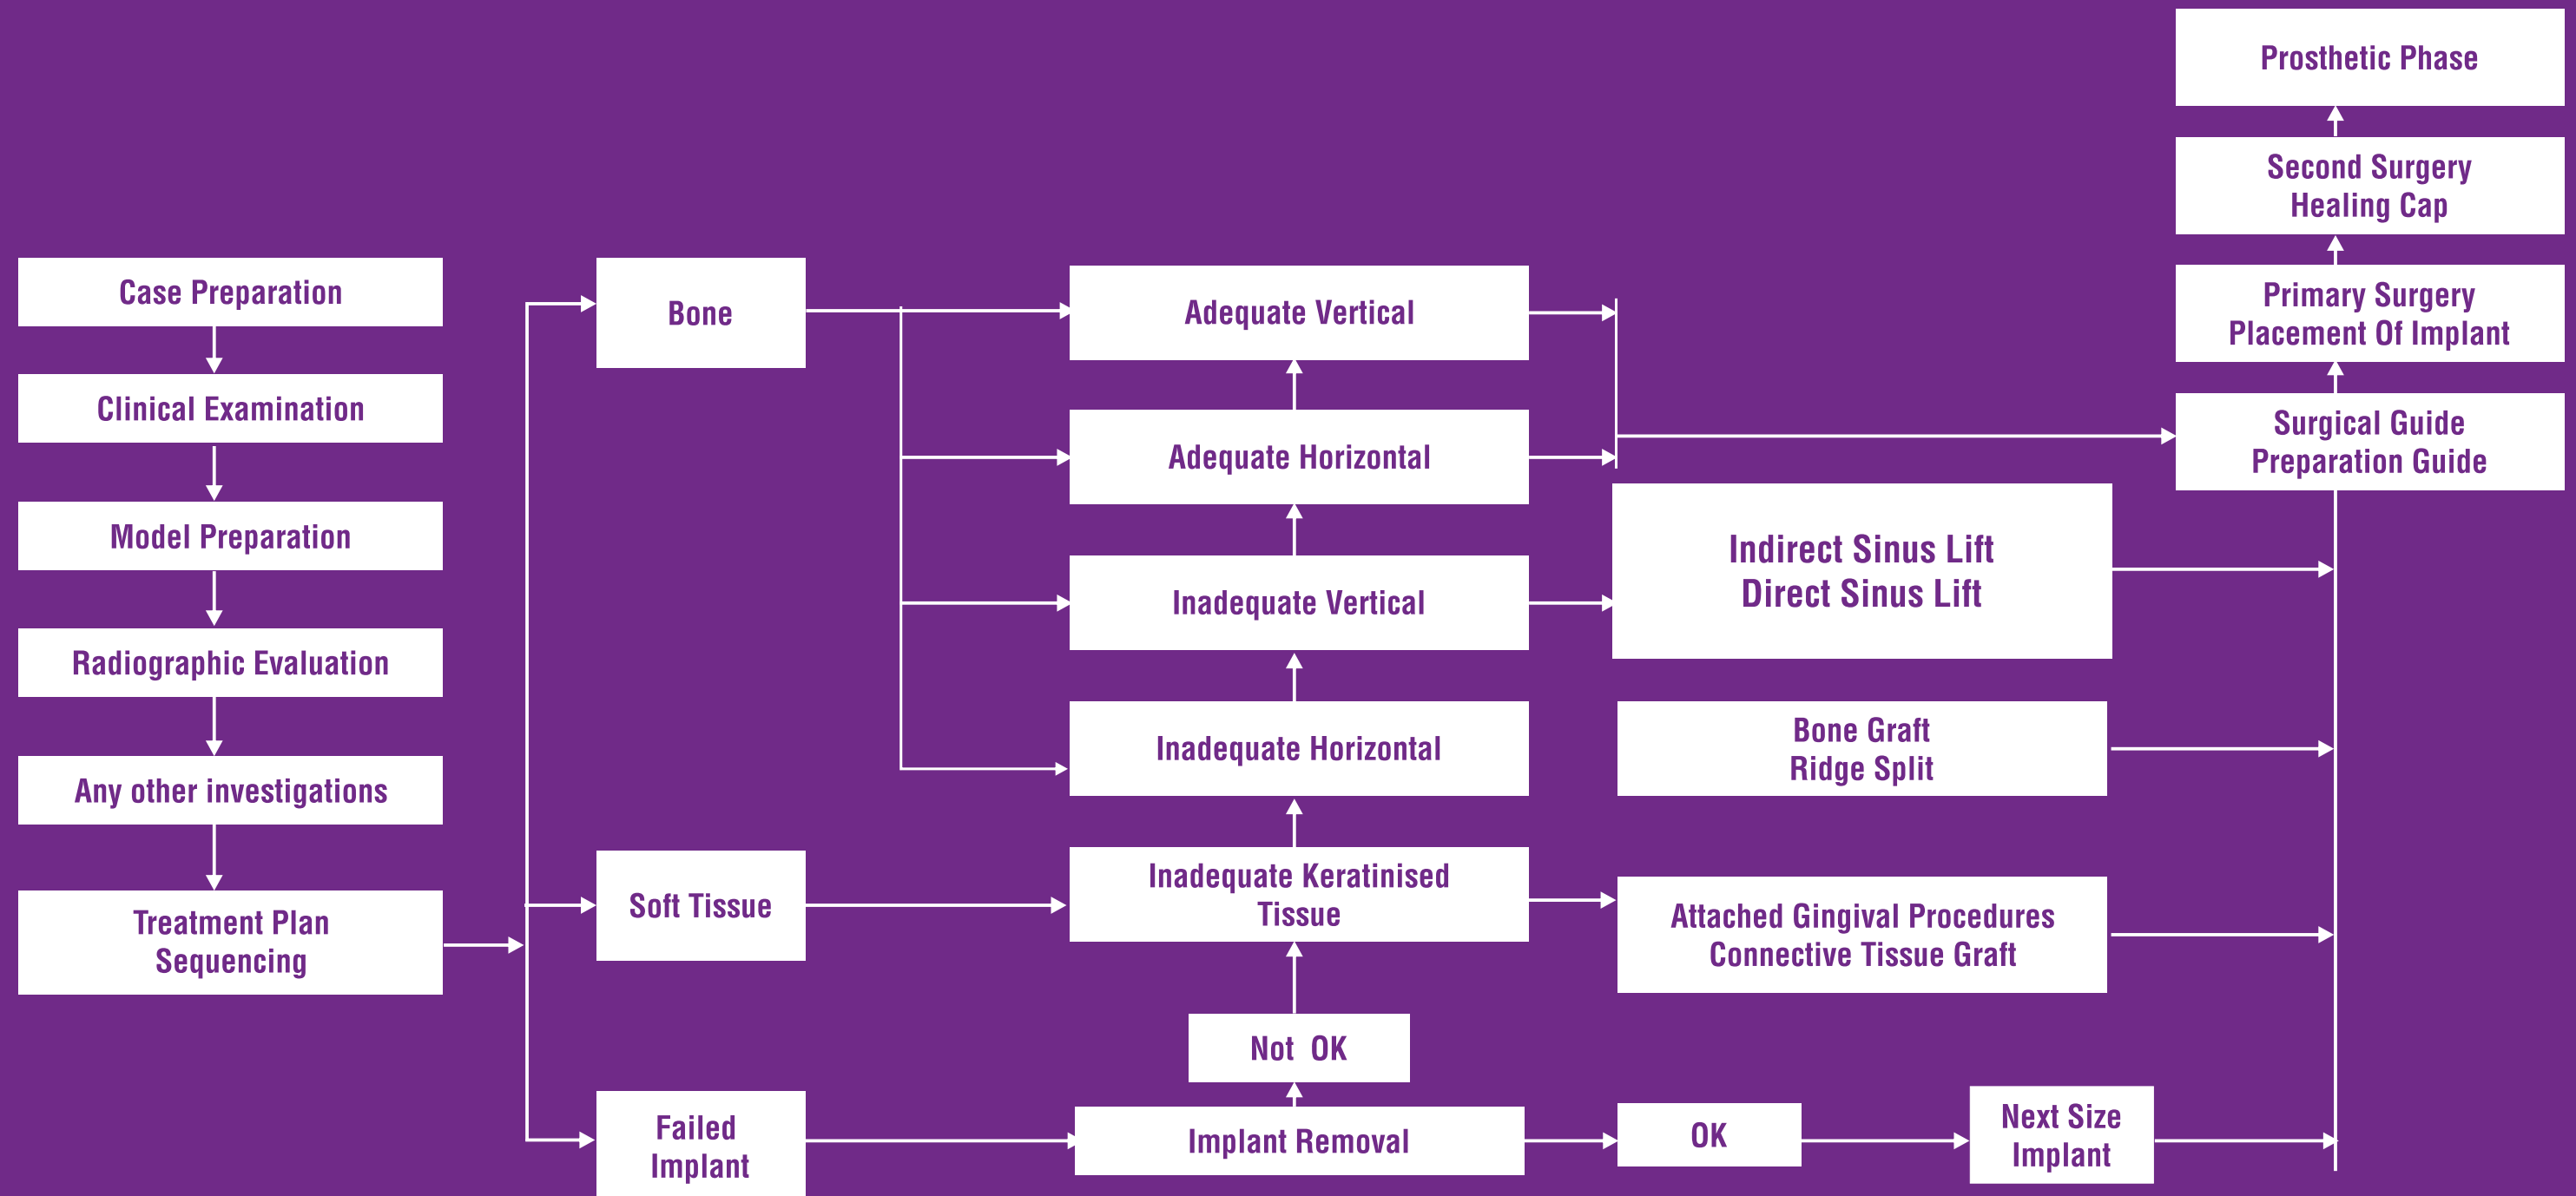 Case Preparation
Clinical Examination
Model Preparation
Radiographic Evaluation
Any other investigations
Treatment Plan
Sequencing
Bone
Soft Tissue
Failed
Implant
Adequate Vertical
Adequate Horizontal
Inadequate Vertical
Inadequate Horizontal
Inadequate Keratinised
Tissue
Not OK
Implant Removal
Indirect Sinus Lift
Direct Sinus Lift
Bone Graft
Ridge Split
Attached Gingival Procedures
Connective Tissue Graft
OK
Next Size
Implant
Prosthetic Phase
Second Surgery
Healing Cap
Primary Surgery
Placement Of Implant
Surgical Guide
Preparation Guide